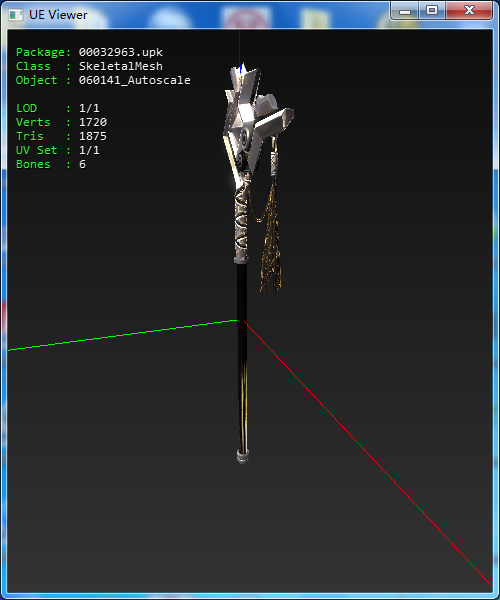 UE Viewer
Package: 00032963.upk
Class : SkeletalMesh
Object : 060141_Autoscale
LOD : 1/1
Verts : 1720
Tris : 1875
UV Set : 1/1
Bones : 6